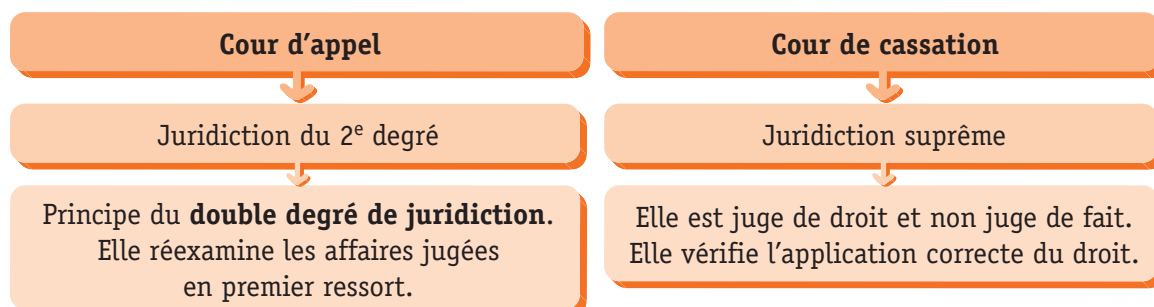 Cour d'appel
Juridiction du 2e degré
Principe du double degré de juridiction.
Elle réexamine les affaires jugées
en premier ressort.
Cour de cassation
Juridiction suprême
Elle est juge de droit et non juge de fait.
Elle vérifie l'application correcte du droit.